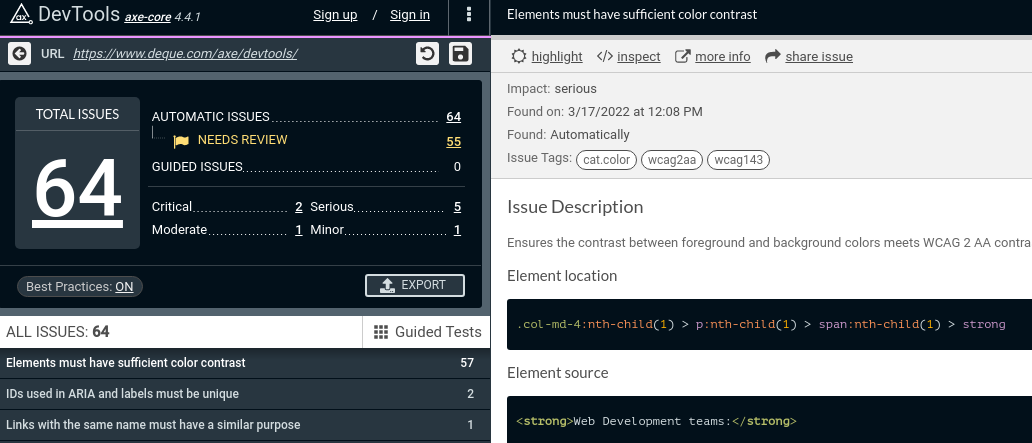 DevTools axe-core 4.4.1
Sign up / Sign in
URL https://www.deque.com/axe/devtools/
TOTAL ISSUES
64
AUTOMATIC ISSUES 64
NEEDS REVIEW 55
GUIDED ISSUES 0
Critical 2 Serious 5
Moderate 1 Minor 1
Best Practices: ON
EXPORT
ALL ISSUES: 64
Guided Tests
Elements must have sufficient color contrast 57
IDs used in ARIA and labels must be unique 2
Links with the same name must have a similar purpose 1
Elements must have sufficient color contrast
highlight </> inspect more info share issue
Impact: serious
Found on: 3/17/2022 at 12:08 PM
Found: Automatically
Issue Tags: cat.color wcag2aa wcag143
Issue Description
Ensures the contrast between foreground and background colors meets WCAG 2 AA contra
Element location
.col-md-4:nth-child(1) > p:nth-child(1) > span:nth-child(1) > strong
Element source
<strong>Web Development teams:</strong>